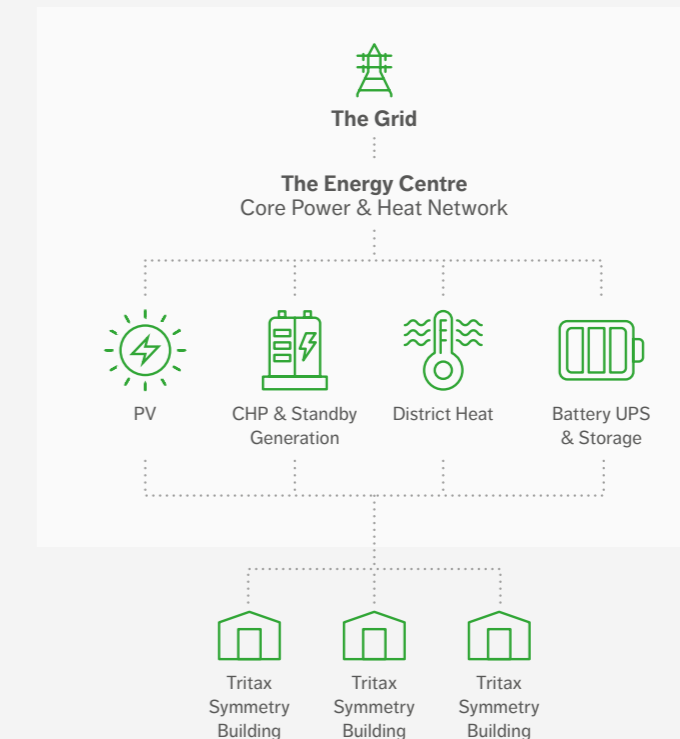 The Grid
The Energy Centre
Core Power & Heat Network
PV
CHP & Standby
Generation
District Heat
Battery UPS
& Storage
Tritax
Symmetry
Building
Tritax
Symmetry
Building
Tritax
Symmetry
Building